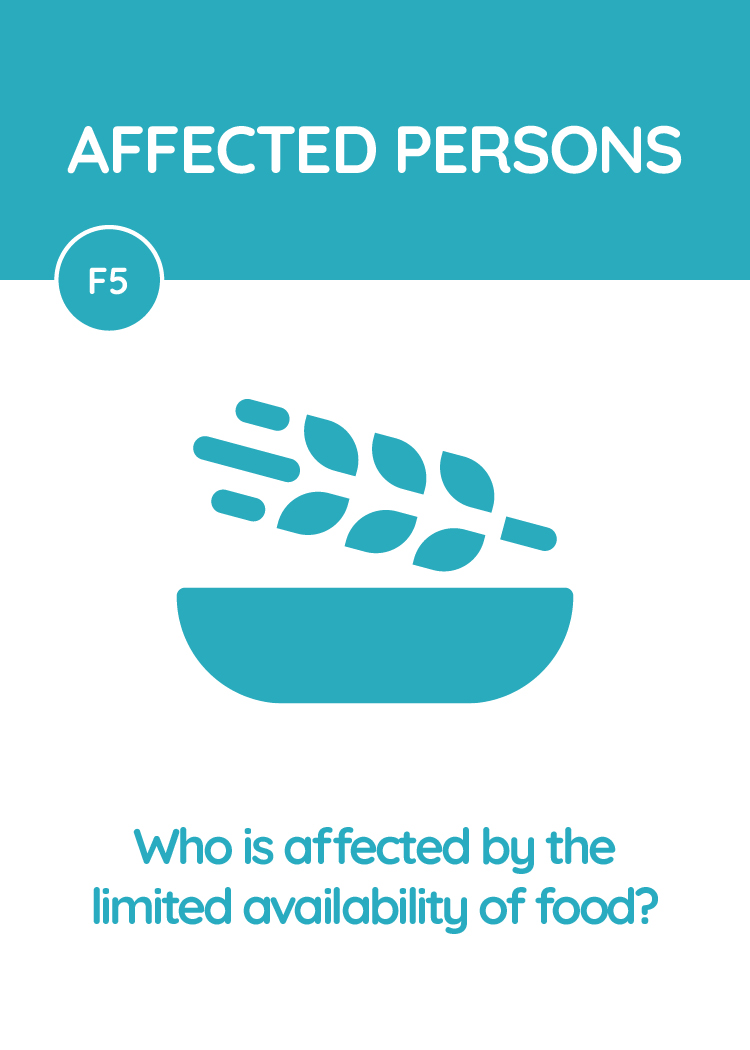 AFFECTED PERSONS
F5
Who is affected by the
limited availability of food?